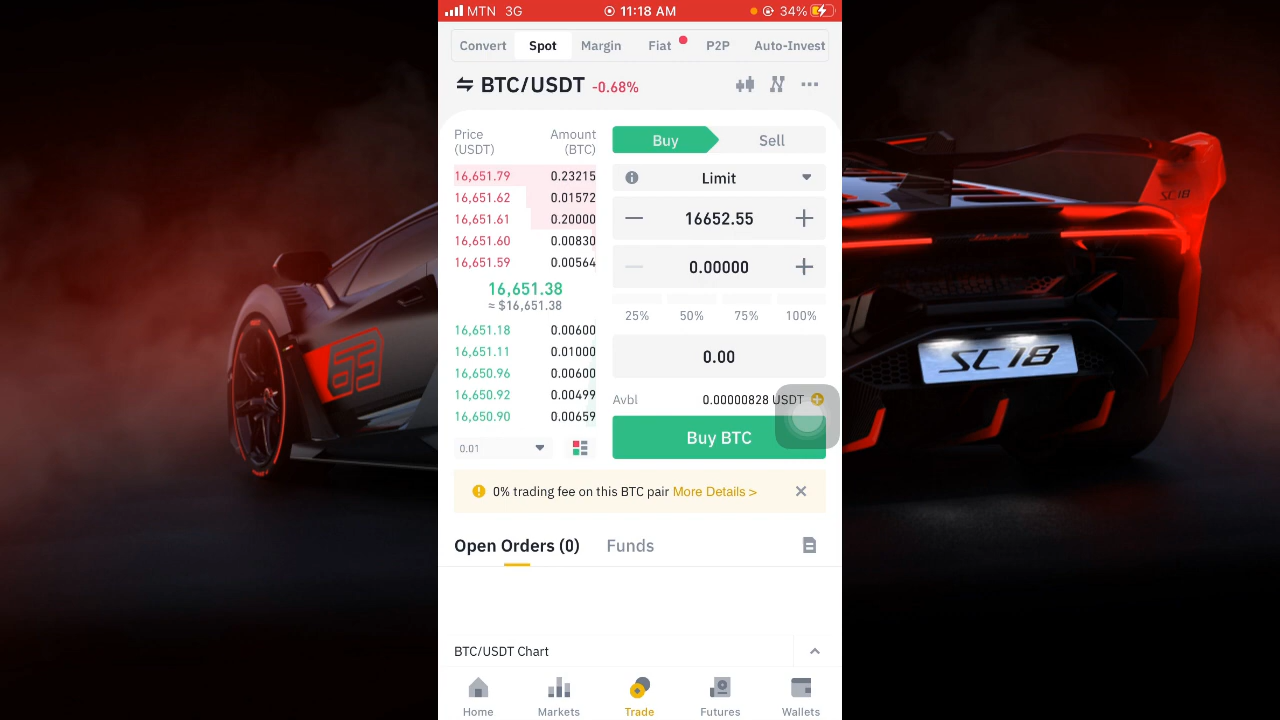 MTN 3G 11:18 AM 34%
Convert Spot Margin Fiat P2P Auto-Invest
BTC/USDT -0.68%
Price (USDT) Amount (BTC)
16,651.79 0.23215
16,651.62 0.01572
16,651.61 0.20000
16,651.60 0.00830
16,651.59 0.00564
16,651.38
≈ $16,651.38
16,651.18 0.00600
16,651.11 0.01000
16,650.96 0.00600
16,650.92 0.00499
16,650.90 0.00659
0.01
Buy Sell
Limit
16652.55
0.00000
25% 50% 75% 100%
0.00
Avbl 0.00000828 USDT
Buy BTC
0% trading fee on this BTC pair More Details >
Open Orders (0) Funds
BTC/USDT Chart
Home Markets Trade Futures Wallets
63
SC18
Lamborghini
SC18